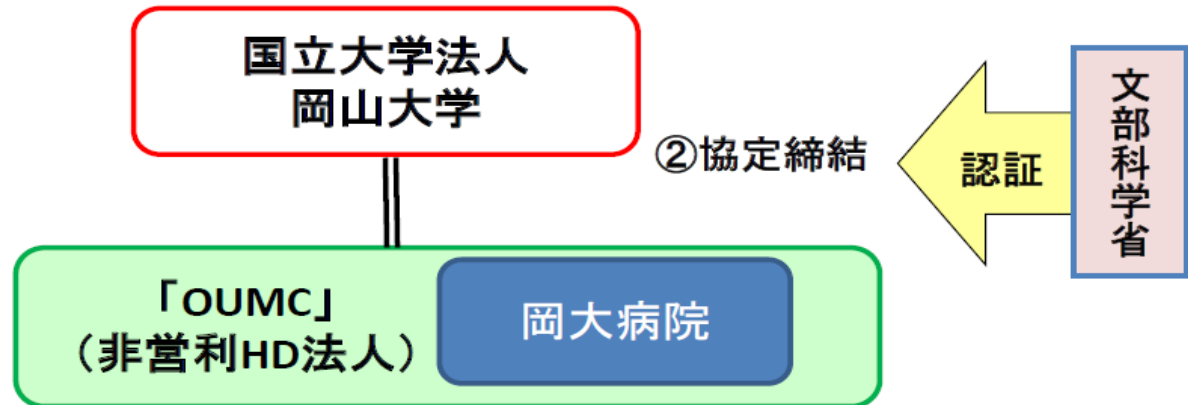 国立大学法人
岡山大学
②協定締結
認証
文部科学省
「OUMC」
（非営利HD法人）
岡大病院